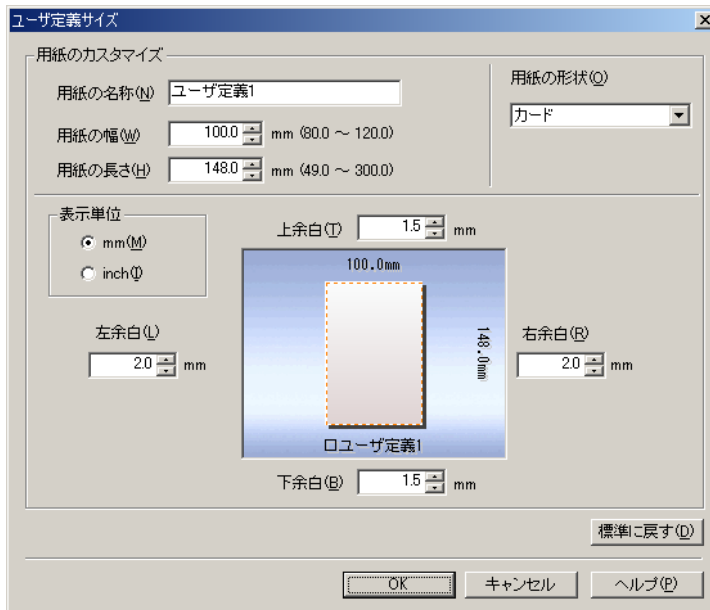 ユーザ定義サイズ
用紙のカスタマイズ
用紙の名称(N) ユーザ定義1
用紙の幅(W) 100.0 mm (80.0 ～ 120.0)
用紙の長さ(H) 148.0 mm (49.0 ～ 300.0)
用紙の形状(O)
カード
表示単位
mm(M)
inch(I)
上余白(T) 1.5 mm
100.0mm
左余白(L)
2.0 mm
148.0mm
右余白(R)
2.0 mm
口ユーザ定義1
下余白(B) 1.5 mm
標準に戻す(D)
OK キャンセル ヘルプ(P)